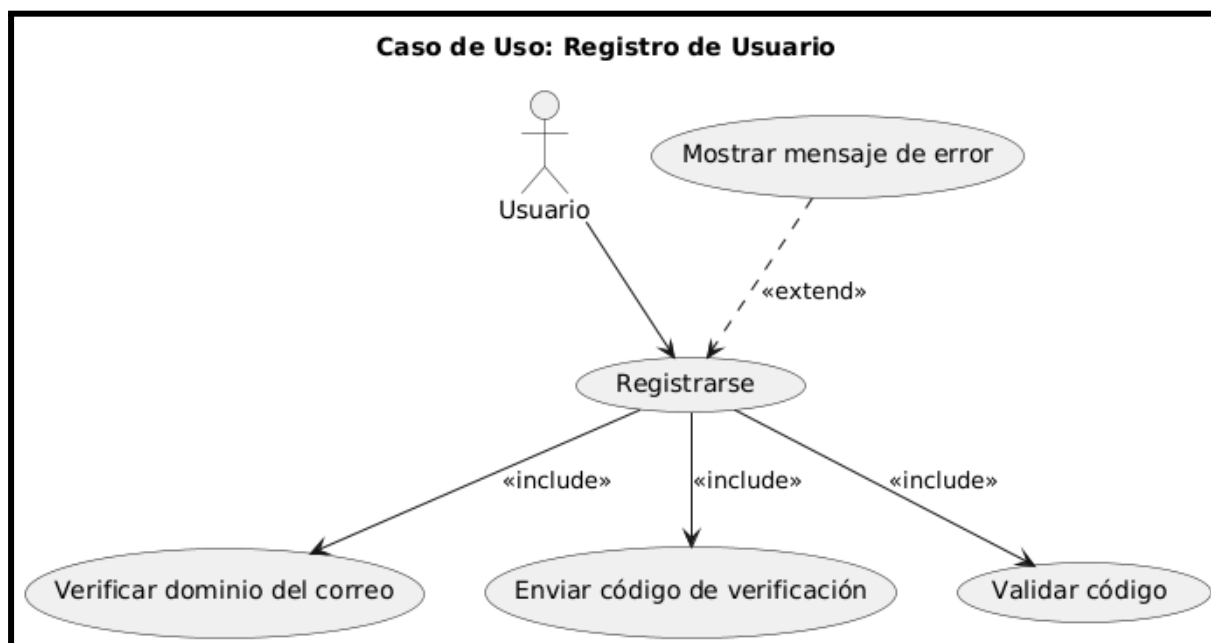 Caso de Uso: Registro de Usuario
Mostrar mensaje de error
Usuario
«extend»
Registrarse
«include»
«include»
«include»
Verificar dominio del correo
Enviar código de verificación
Validar código